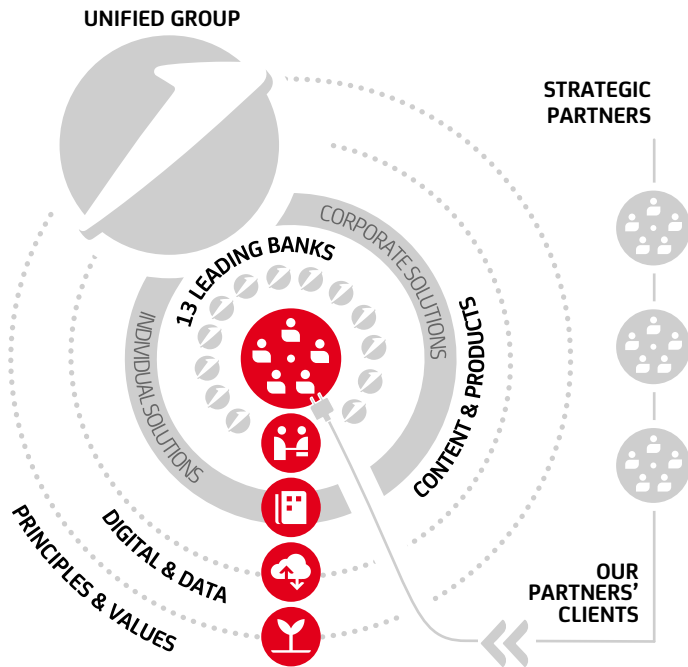 UNIFIED GROUP
STRATEGIC
PARTNERS
CORPORATE SOLUTIONS
13 LEADING BANKS
INDIVIDUAL SOLUTIONS
CONTENT & PRODUCTS
DIGITAL & DATA
PRINCIPLES & VALUES
OUR
PARTNERS’
CLIENTS